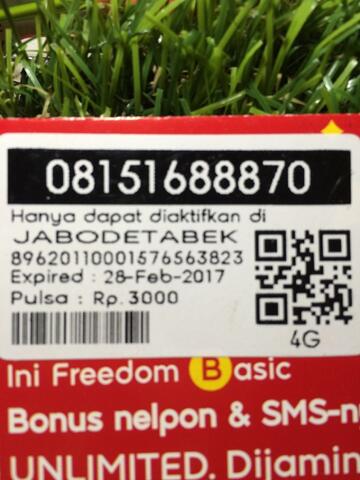 08151688870
Hanya dapat diaktifkan di
JABODETABEK
89620110001576563823
Expired : 28-Feb-2017
Pulsa : Rp. 3000
4G
Ini Freedom Basic
Bonus nelpon & SMS-n
UNLIMITED. Dijamin